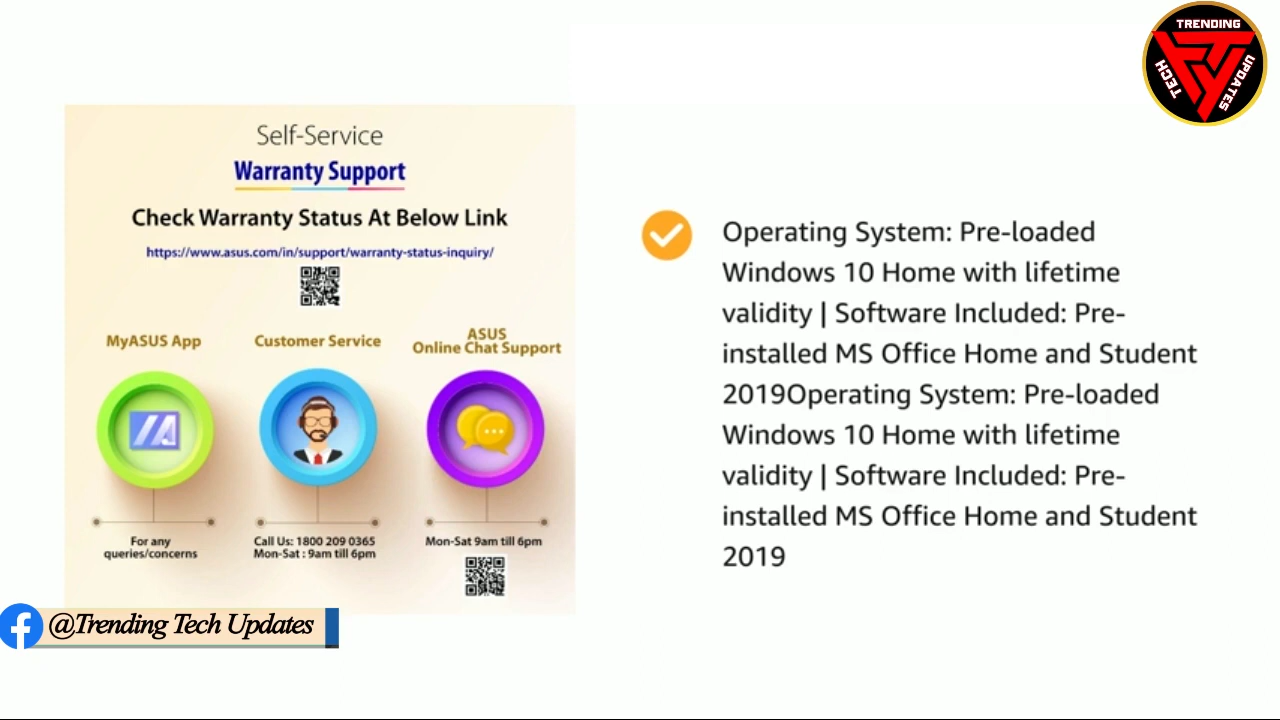 TRENDING
TECH
UPDATES
Self-Service
Warranty Support
Check Warranty Status At Below Link
https://www.asus.com/in/support/warranty-status-inquiry/
MyASUS App
Customer Service
ASUS
Online Chat Support
For any
queries/concerns
Call Us: 1800 209 0365
Mon-Sat : 9am till 6pm
Mon-Sat 9am till 6pm
Operating System: Pre-loaded
Windows 10 Home with lifetime
validity | Software Included: Pre-
installed MS Office Home and Student
2019Operating System: Pre-loaded
Windows 10 Home with lifetime
validity | Software Included: Pre-
installed MS Office Home and Student
2019
@Trending Tech Updates